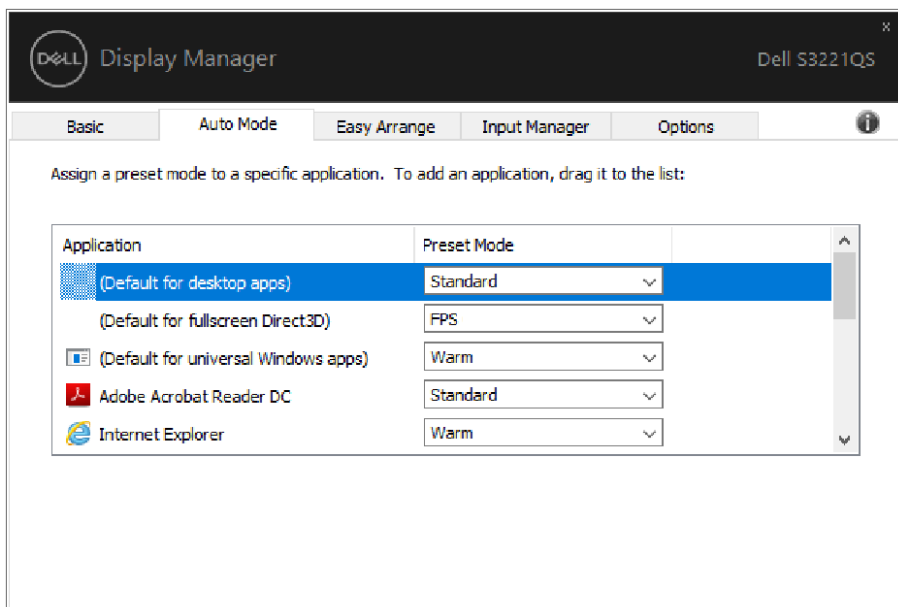 x
DELL Display Manager Dell S3221QS
Basic Auto Mode Easy Arrange Input Manager Options
Assign a preset mode to a specific application. To add an application, drag it to the list:
Application Preset Mode
(Default for desktop apps) Standard
(Default for fullscreen Direct3D) FPS
(Default for universal Windows apps) Warm
Adobe Acrobat Reader DC Standard
Internet Explorer Warm